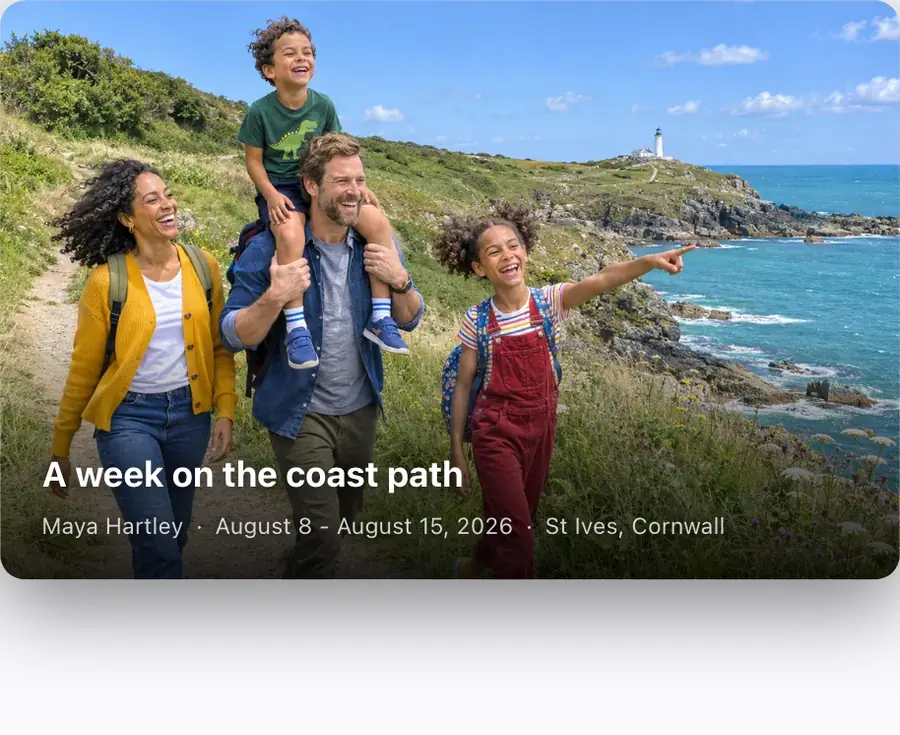 A week on the coast path
Maya Hartley · August 8 - August 15, 2026 · St Ives, Cornwall